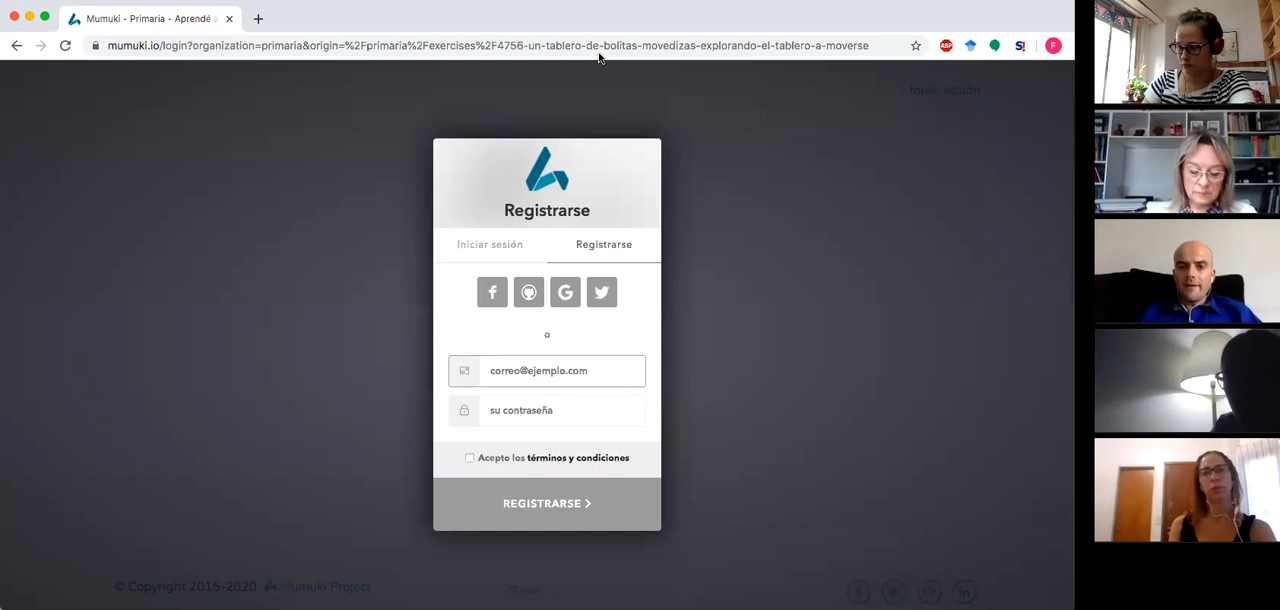 Mumuki - Primaria - Aprendé a
mumuki.io/login?organization=primaria&origin=%2Fprimaria%2Fexercises%2F4756-un-tablero-de-bolitas-movedizas-explorando-el-tablero-a-moverse
ABP
S!
F
Iniciar sesión
Registrarse
Iniciar sesión Registrarse
o
correo@ejemplo.com
su contraseña
Acepto los términos y condiciones
REGISTRARSE >
© Copyright 2015-2020 Mumuki Project